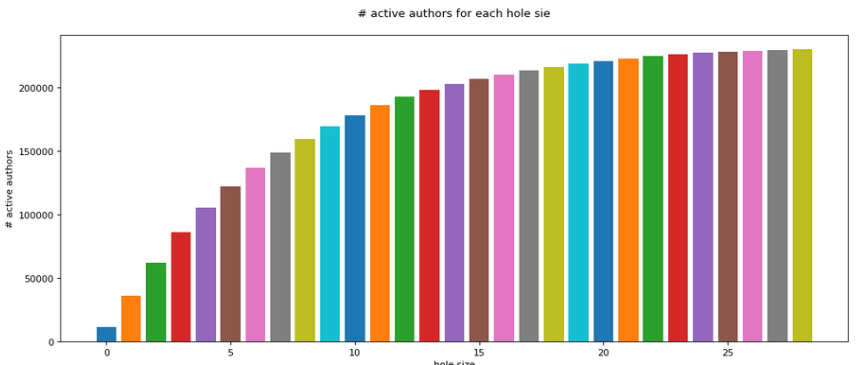 # active authors for each hole sie
# active authors
200000
150000
100000
50000
0
0 5 10 15 20 25
hole size